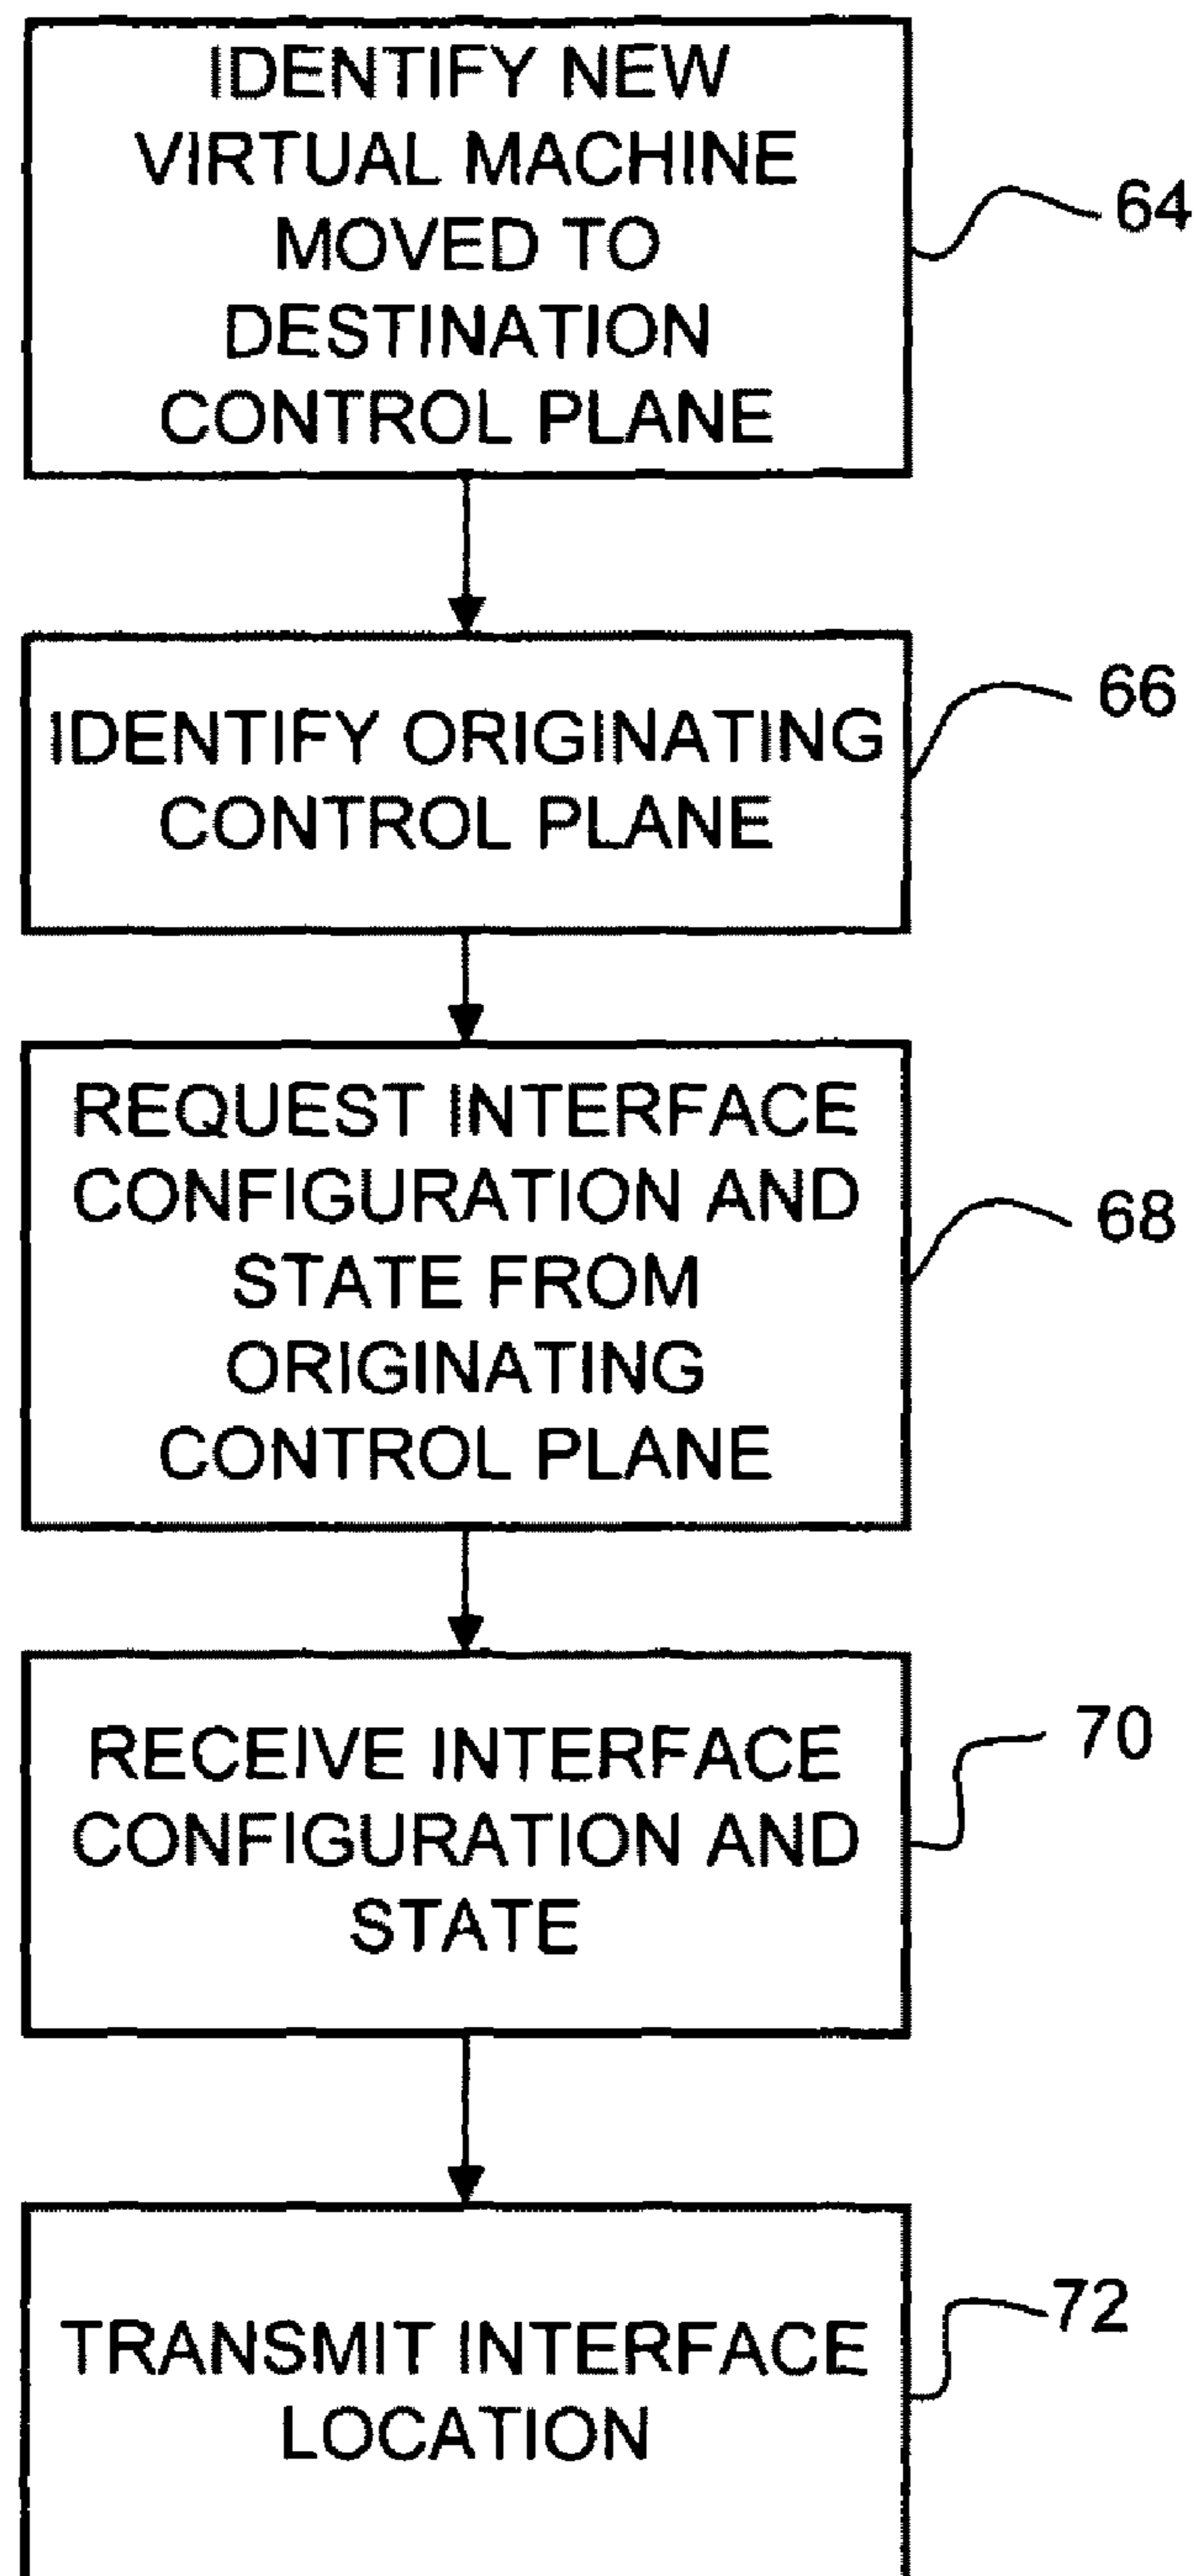 IDENTIFY NEW
VIRTUAL MACHINE
MOVED TO
DESTINATION
CONTROL PLANE
64
IDENTIFY ORIGINATING
CONTROL PLANE
66
REQUEST INTERFACE
CONFIGURATION AND
STATE FROM
ORIGINATING
CONTROL PLANE
68
RECEIVE INTERFACE
CONFIGURATION AND
STATE
70
TRANSMIT INTERFACE
LOCATION
72